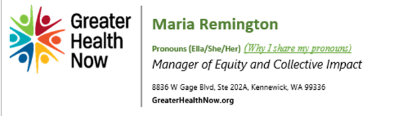 Greater
Health
Now
Maria Remington
Pronouns (Ella/She/Her) (Why I share my pronouns)
Manager of Equity and Collective Impact
8836 W Gage Blvd, Ste 202A, Kennewick, WA 99336
GreaterHealthNow.org